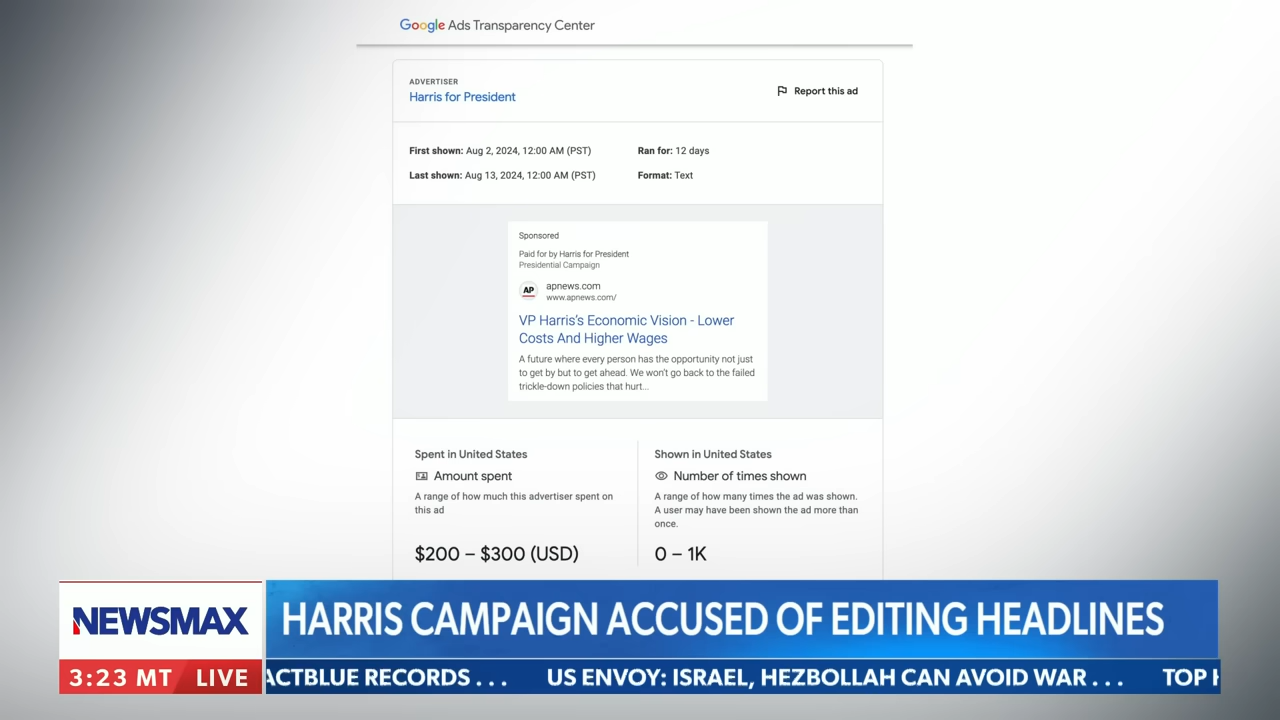 Google Ads Transparency Center
ADVERTISER
Harris for President
Report this ad
First shown: Aug 2, 2024, 12:00 AM (PST)
Ran for: 12 days
Last shown: Aug 13, 2024, 12:00 AM (PST)
Format: Text
Sponsored
Paid for by Harris for President
Presidential Campaign
AP
apnews.com
www.apnews.com/
VP Harris's Economic Vision - Lower
Costs And Higher Wages
A future where every person has the opportunity not just
to get by but to get ahead. We won't go back to the failed
trickle-down policies that hurt...
Spent in United States
Amount spent
A range of how much this advertiser spent on
this ad
$200 – $300 (USD)
Shown in United States
Number of times shown
A range of how many times the ad was shown.
A user may have been shown the ad more than
once.
0 – 1K
NEWSMAX
HARRIS CAMPAIGN ACCUSED OF EDITING HEADLINES
3:23 MT LIVE
ACTBLUE RECORDS . . . US ENVOY: ISRAEL, HEZBOLLAH CAN AVOID WAR . . . TOP